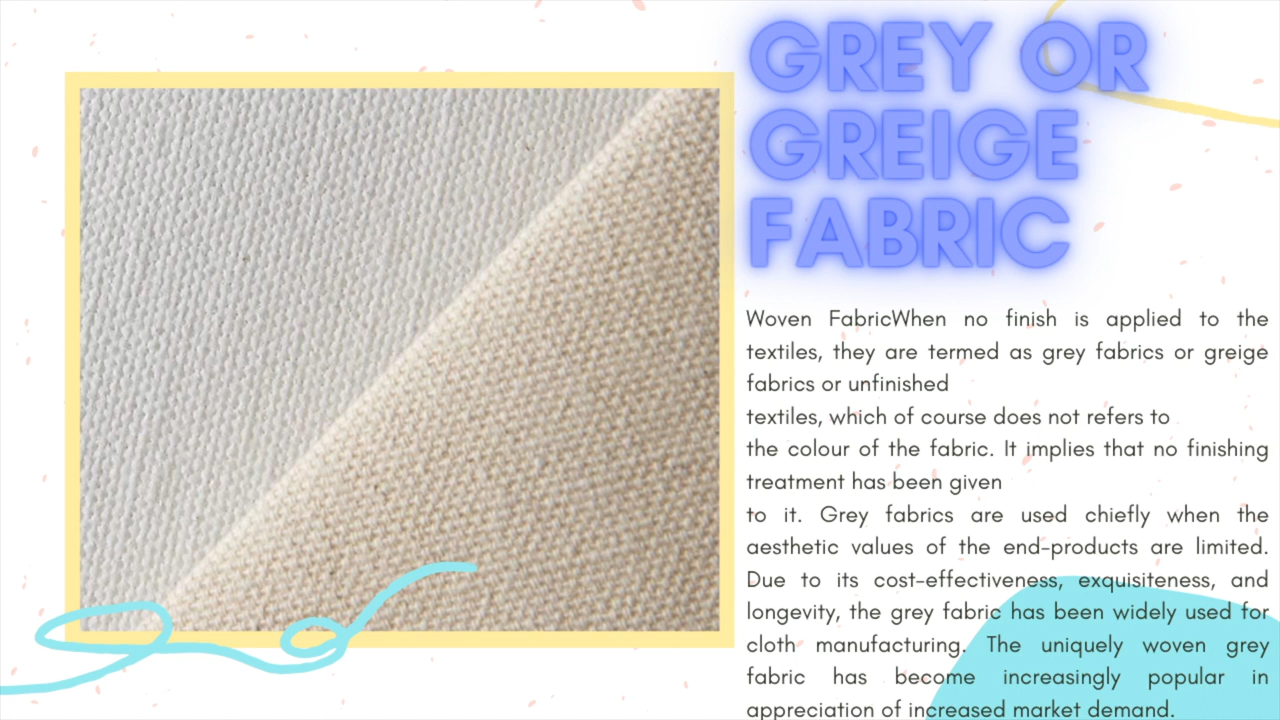 GREY OR
GREIGE
FABRIC
Woven FabricWhen no finish is applied to the
textiles, they are termed as grey fabrics or greige
fabrics or unfinished
textiles, which of course does not refers to
the colour of the fabric. It implies that no finishing
treatment has been given
to it. Grey fabrics are used chiefly when the
aesthetic values of the end-products are limited.
Due to its cost-effectiveness, exquisiteness, and
longevity, the grey fabric has been widely used for
cloth manufacturing. The uniquely woven grey
fabric has become increasingly popular in
appreciation of increased market demand.